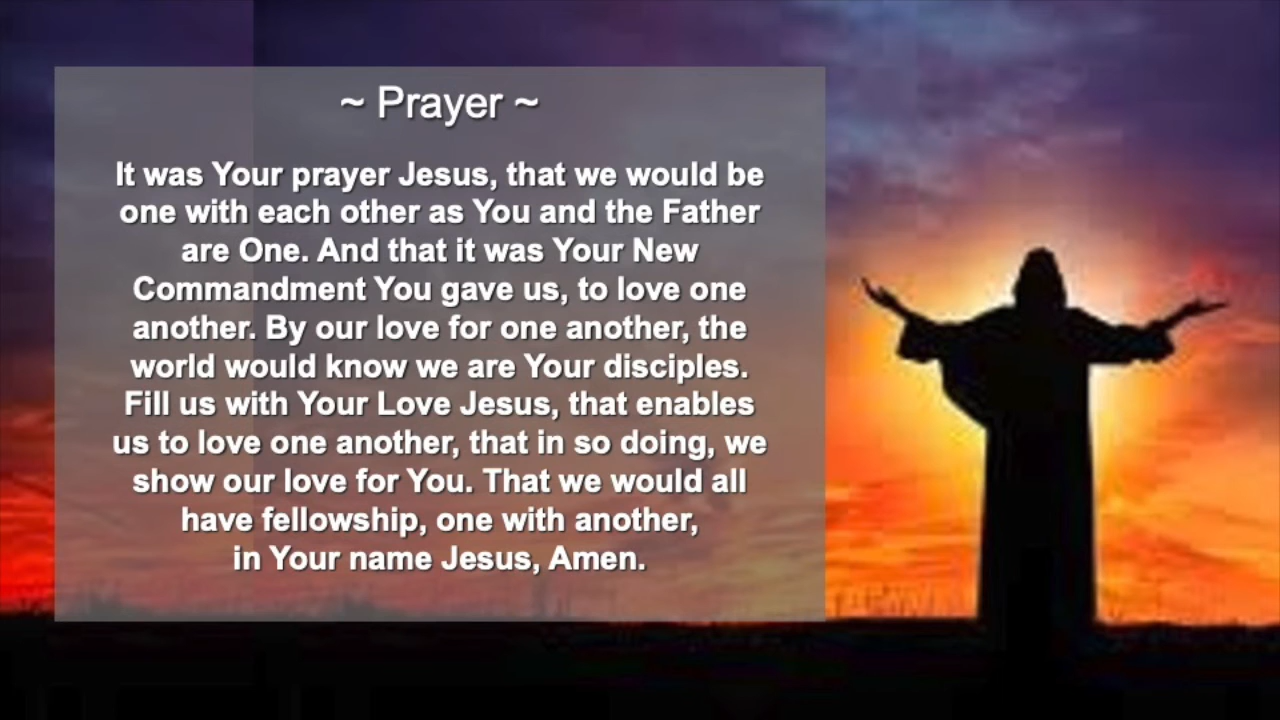 ~ Prayer ~
It was Your prayer Jesus, that we would be
one with each other as You and the Father
are One. And that it was Your New
Commandment You gave us, to love one
another. By our love for one another, the
world would know we are Your disciples.
Fill us with Your Love Jesus, that enables
us to love one another, that in so doing, we
show our love for You. That we would all
have fellowship, one with another,
in Your name Jesus, Amen.